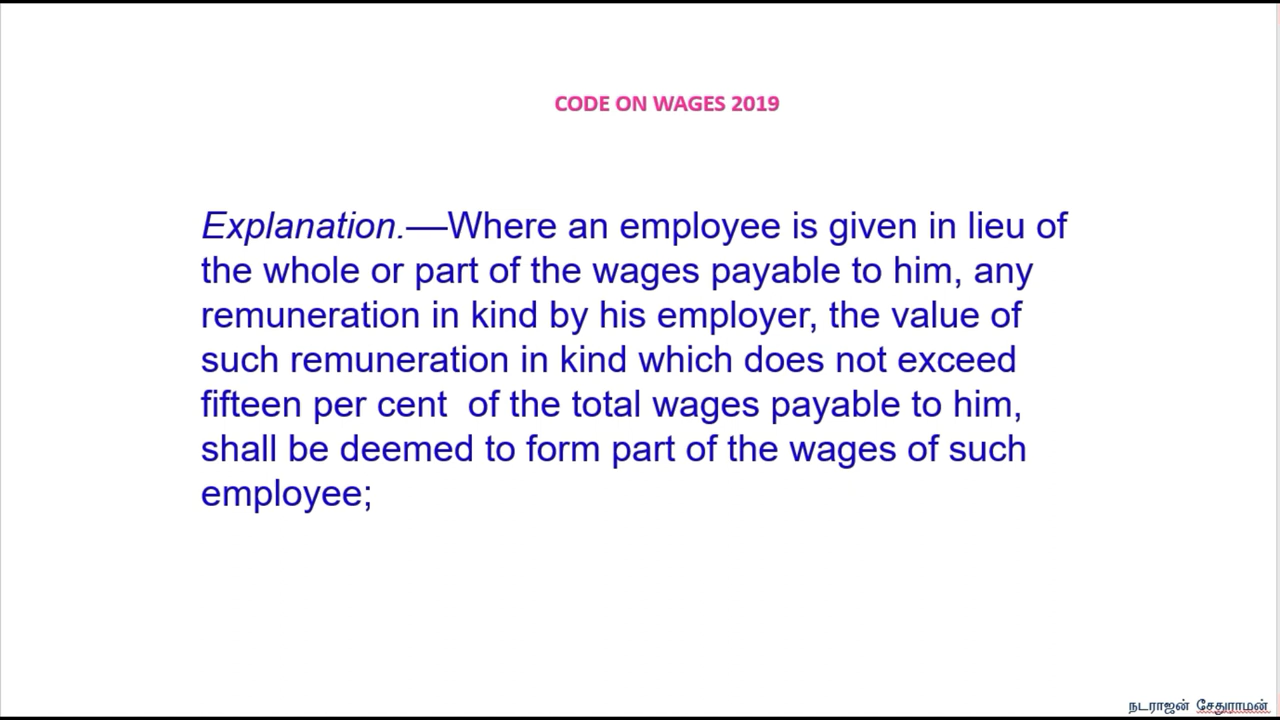 CODE ON WAGES 2019
Explanation.—Where an employee is given in lieu of
the whole or part of the wages payable to him, any
remuneration in kind by his employer, the value of
such remuneration in kind which does not exceed
fifteen per cent  of the total wages payable to him,
shall be deemed to form part of the wages of such
employee;
நடராஜன் சேதுராமன்